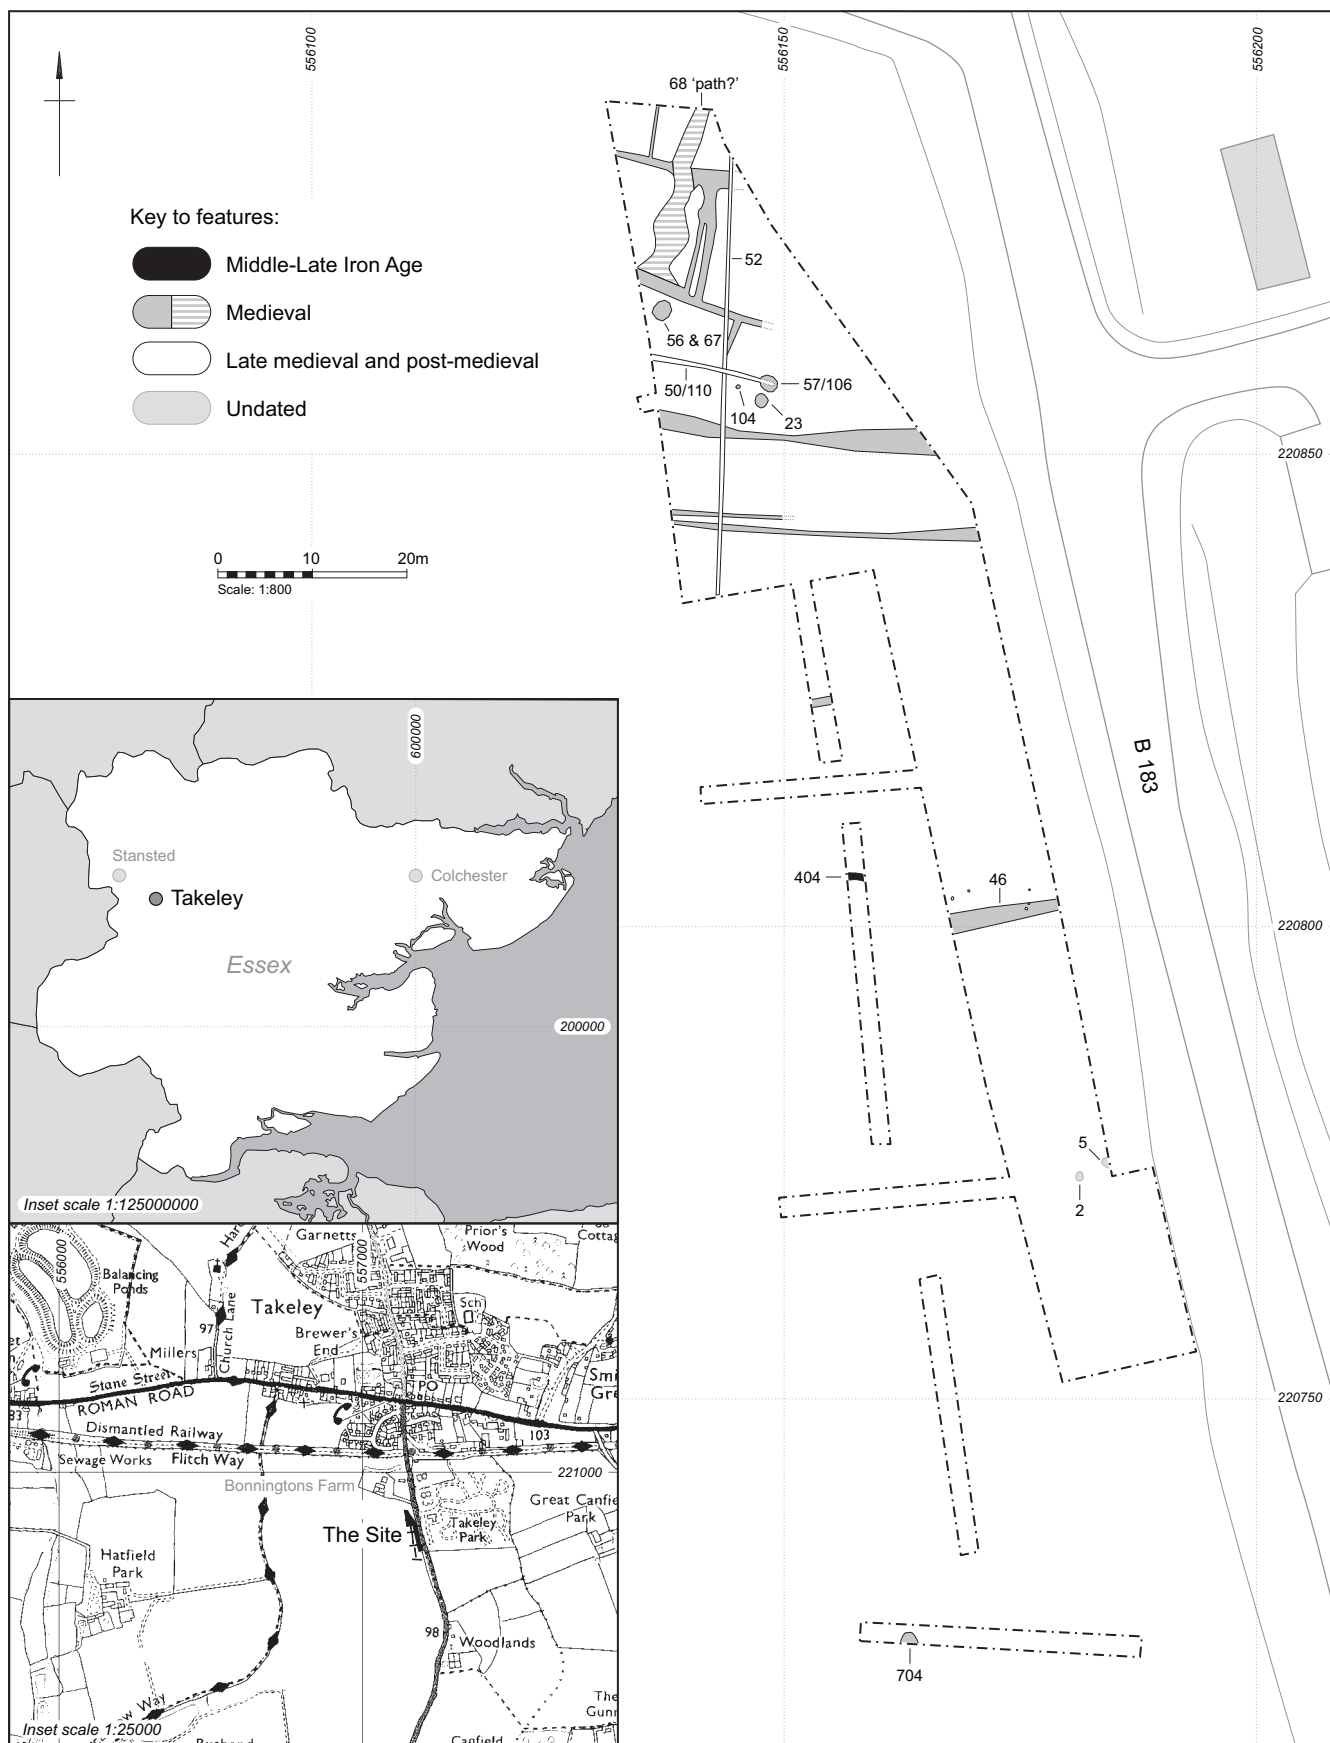 556100
556150
556200
68 'path?'
Key to features:
Middle-Late Iron Age
Medieval
Late medieval and post-medieval
Undated
52
56 & 67
57/106
50/110
104
23
220850
0 10 20m
Scale: 1:800
B 183
404
46
220800
5
2
220750
704
600000
Stansted
Colchester
Takeley
Essex
200000
Inset scale 1:125000000
556000
557000
Garnetts
Prior's
Wood
Balancing
Ponds
Takeley
Sch
97
Church Lane
Brewer's
End
Millers
Stane Street
ROMAN ROAD
PO
83
Dismantled Railway
103
Sewage Works
Flitch Way
221000
Bonningtons Farm
183
Great Canfie
Park
The Site
Takeley
Park
Hatfield
Park
98
Woodlands
The
Gunn
w Way
Inset scale 1:25000
Canfield